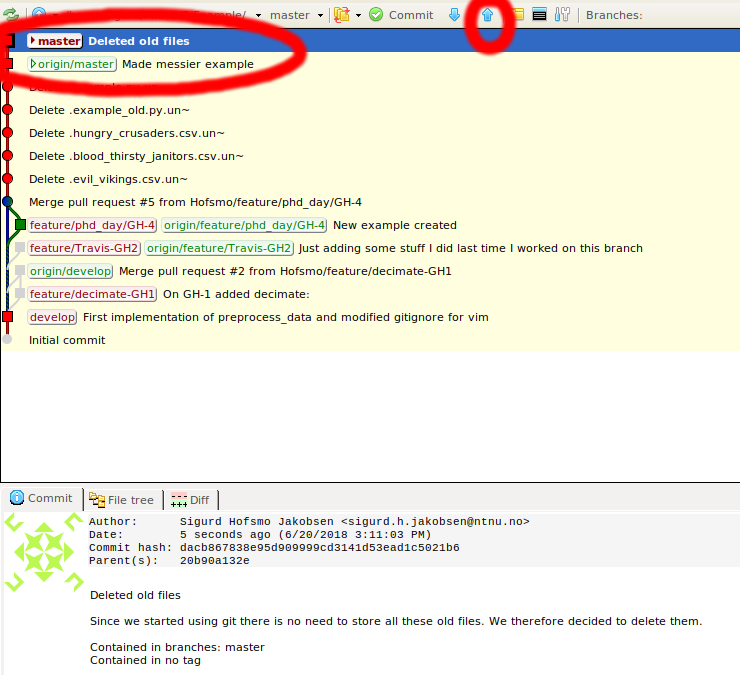 master Commit Branches:
master Deleted old files
origin/master Made messier example
Delete .example_old.py.un~
Delete .hungry_crusaders.csv.un~
Delete .blood_thirsty_janitors.csv.un~
Delete .evil_vikings.csv.un~
Merge pull request #5 from Hofsmo/feature/phd_day/GH-4
feature/phd_day/GH-4 origin/feature/phd_day/GH-4 New example created
feature/Travis-GH2 origin/feature/Travis-GH2 Just adding some stuff I did last time I worked on this branch
origin/develop Merge pull request #2 from Hofsmo/feature/decimate-GH1
feature/decimate-GH1 On GH-1 added decimate:
develop First implementation of preprocess_data and modified gitignore for vim
Initial commit
Commit File tree Diff
Author: Sigurd Hofsmo Jakobsen <sigurd.h.jakobsen@ntnu.no>
Date: 5 seconds ago (6/20/2018 3:11:03 PM)
Commit hash: dacb867838e95d909999cd3141d53ead1c5021b6
Parent(s): 20b90a132e
Deleted old files
Since we started using git there is no need to store all these old files. We therefore decided to delete them.
Contained in branches: master
Contained in no tag